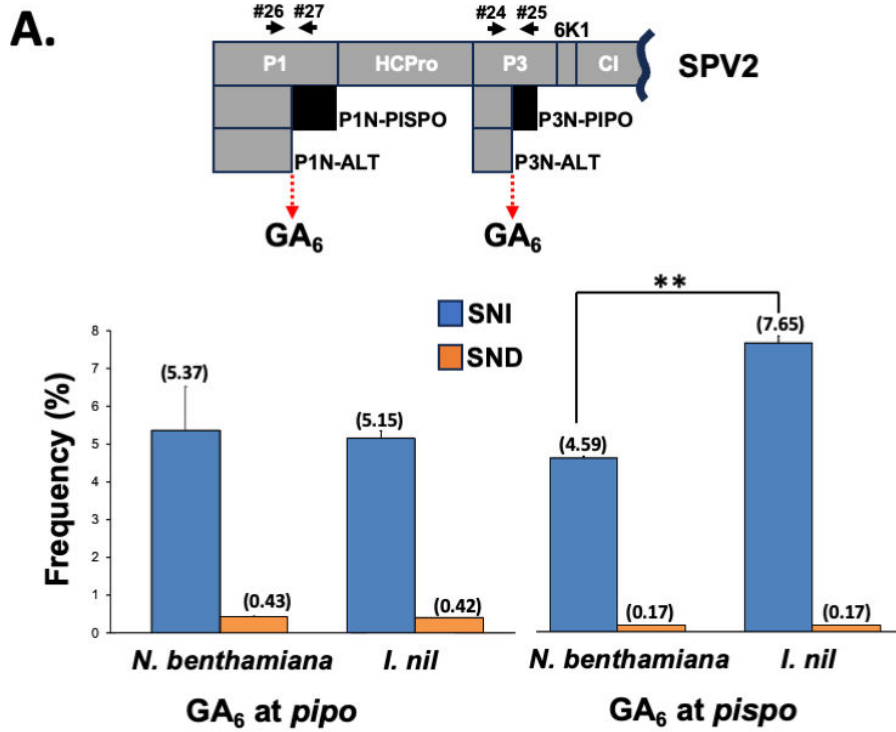 A.
#26 #27 #24 #25
6K1
P1 HCPro P3 CI SPV2
P1N-PISPO P3N-PIPO
P1N-ALT P3N-ALT
GA₆ GA₆
SNI
SND
**
Frequency (%)
8
7
6
5
4
3
2
1
0
(5.37) (0.43) (5.15) (0.42)
(4.59) (0.17) (7.65) (0.17)
N. benthamiana I. nil N. benthamiana I. nil
GA₆ at pipo GA₆ at pispo